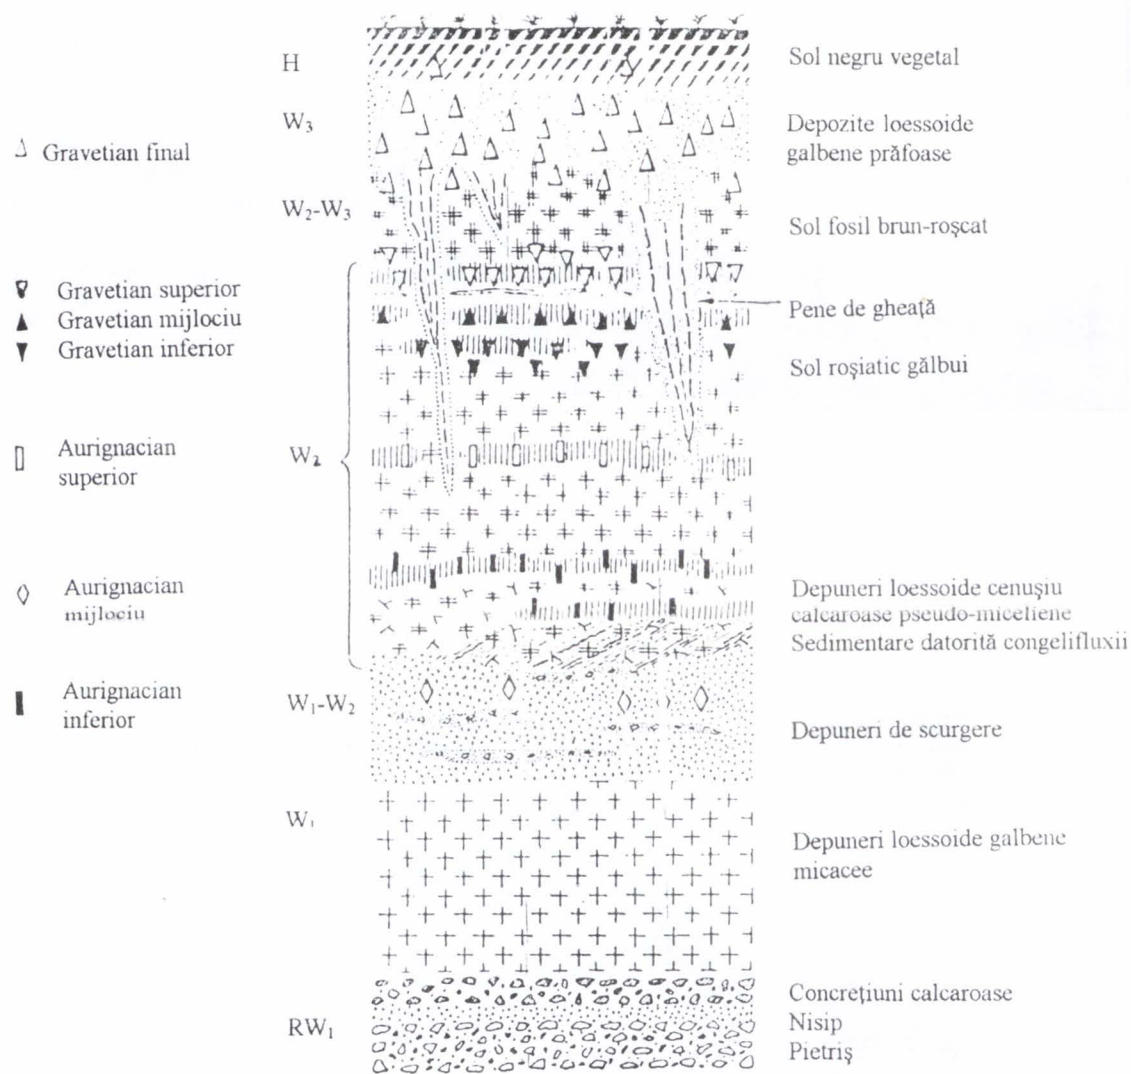 △ Gravetian final
Gravetian superior
▲ Gravetian mijlociu
▼ Gravetian inferior
Aurignacian
superior
◇ Aurignacian
mijlociu
Aurignacian
inferior
H
W₃
W₂-W₃
W₂
W₁-W₂
W₁
RW₁
Sol negru vegetal
Depozite loessoide
galbene prăfoase
Sol fosil brun-roșcat
Pene de gheață
Sol roșiatic gălbui
Depuneri loessoide cenușiu
calcaroase pseudo-miceliene
Sedimentare datorită congelifluxii
Depuneri de scurgere
Depuneri loessoide galbene
micacee
Concrețiuni calcaroase
Nisip
Pietriș